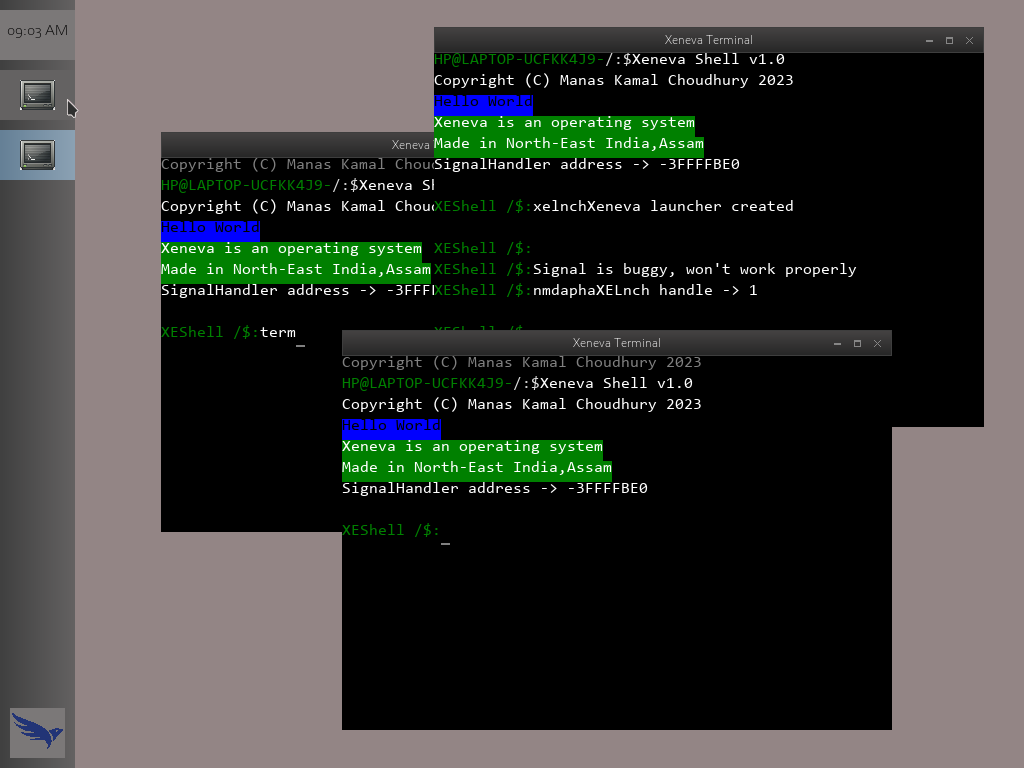 09:03 AM
Xeneva Terminal
HP@LAPTOP-UCFKK4J9-/:$Xeneva Shell v1.0
Copyright (C) Manas Kamal Choudhury 2023
Hello World
Xeneva is an operating system
Made in North-East India,Assam
SignalHandler address -> -3FFFFBE0
XEShell /$:xelnchXeneva launcher created
XEShell /$:
XEShell /$:Signal is buggy, won't work properly
XEShell /$:nmdaphaXELnch handle -> 1
XEShell /$:
Xeneva
Copyright (C) Manas Kamal Chou
HP@LAPTOP-UCFKK4J9-/:$Xeneva Sh
Copyright (C) Manas Kamal Chou
Hello World
Xeneva is an operating system
Made in North-East India,Assam
SignalHandler address -> -3FFF
XEShell /$:term_
Xeneva Terminal
Copyright (C) Manas Kamal Choudhury 2023
HP@LAPTOP-UCFKK4J9-/:$Xeneva Shell v1.0
Copyright (C) Manas Kamal Choudhury 2023
Hello World
Xeneva is an operating system
Made in North-East India,Assam
SignalHandler address -> -3FFFFBE0
XEShell /$:_